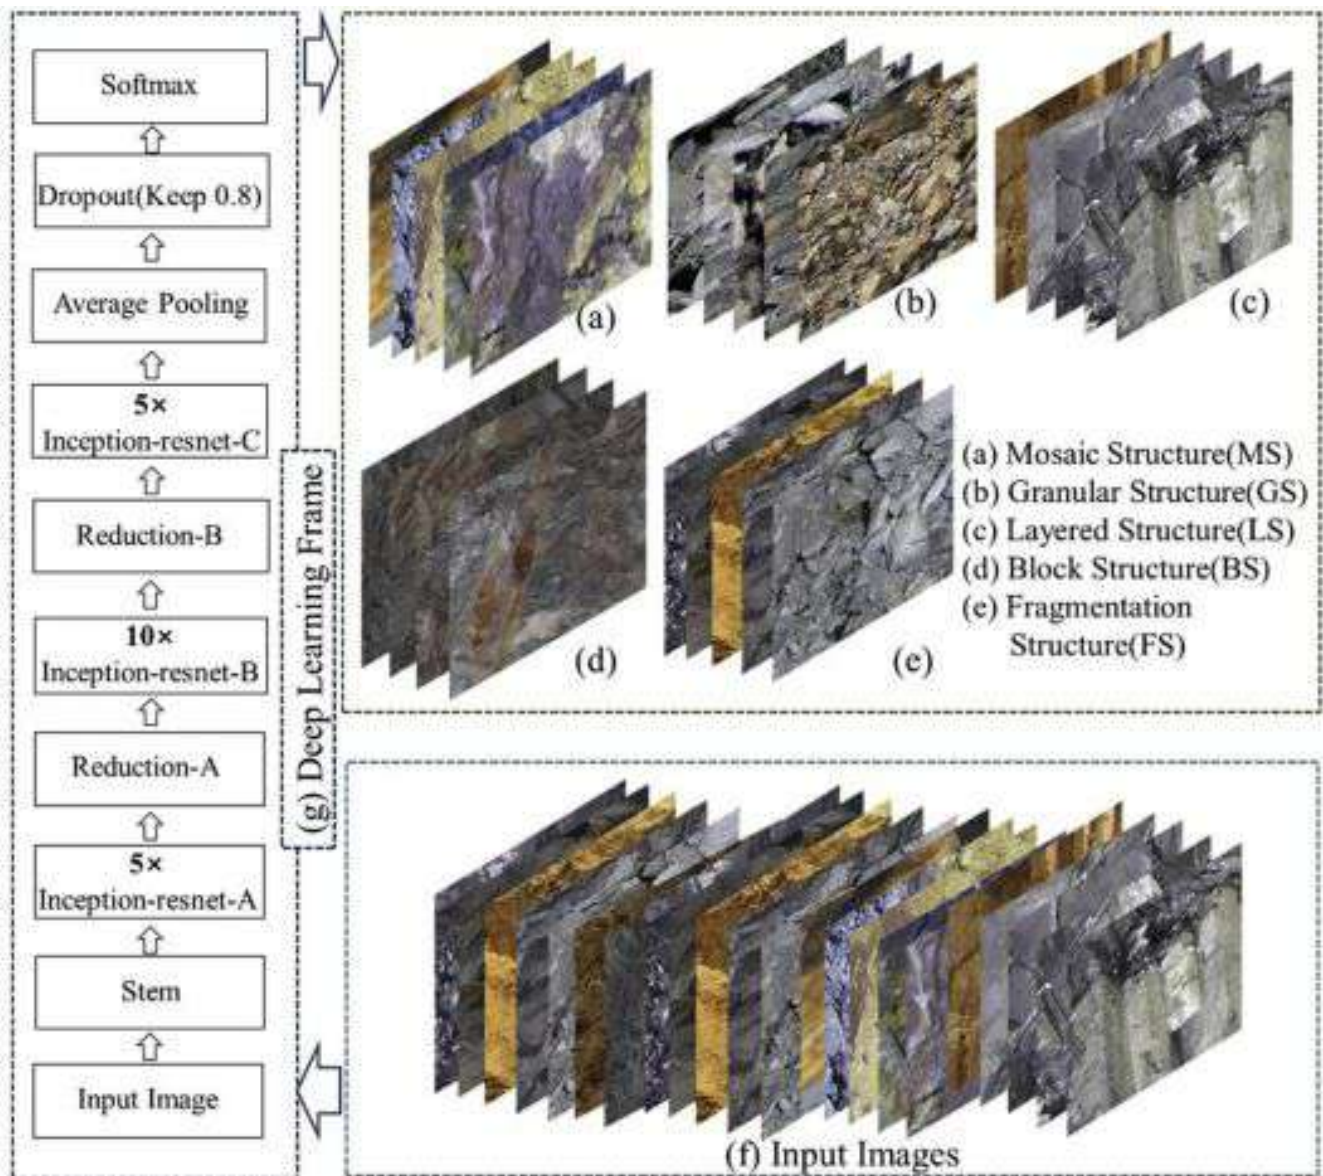 Softmax
Dropout(Keep 0.8)
Average Pooling
5×
Inception-resnet-C
Reduction-B
10×
Inception-resnet-B
Reduction-A
5×
Inception-resnet-A
Stem
Input Image
(g) Deep Learning Frame
(a)
(b)
(c)
(d)
(e)
(a) Mosaic Structure(MS)
(b) Granular Structure(GS)
(c) Layered Structure(LS)
(d) Block Structure(BS)
(e) Fragmentation
Structure(FS)
(f) Input Images